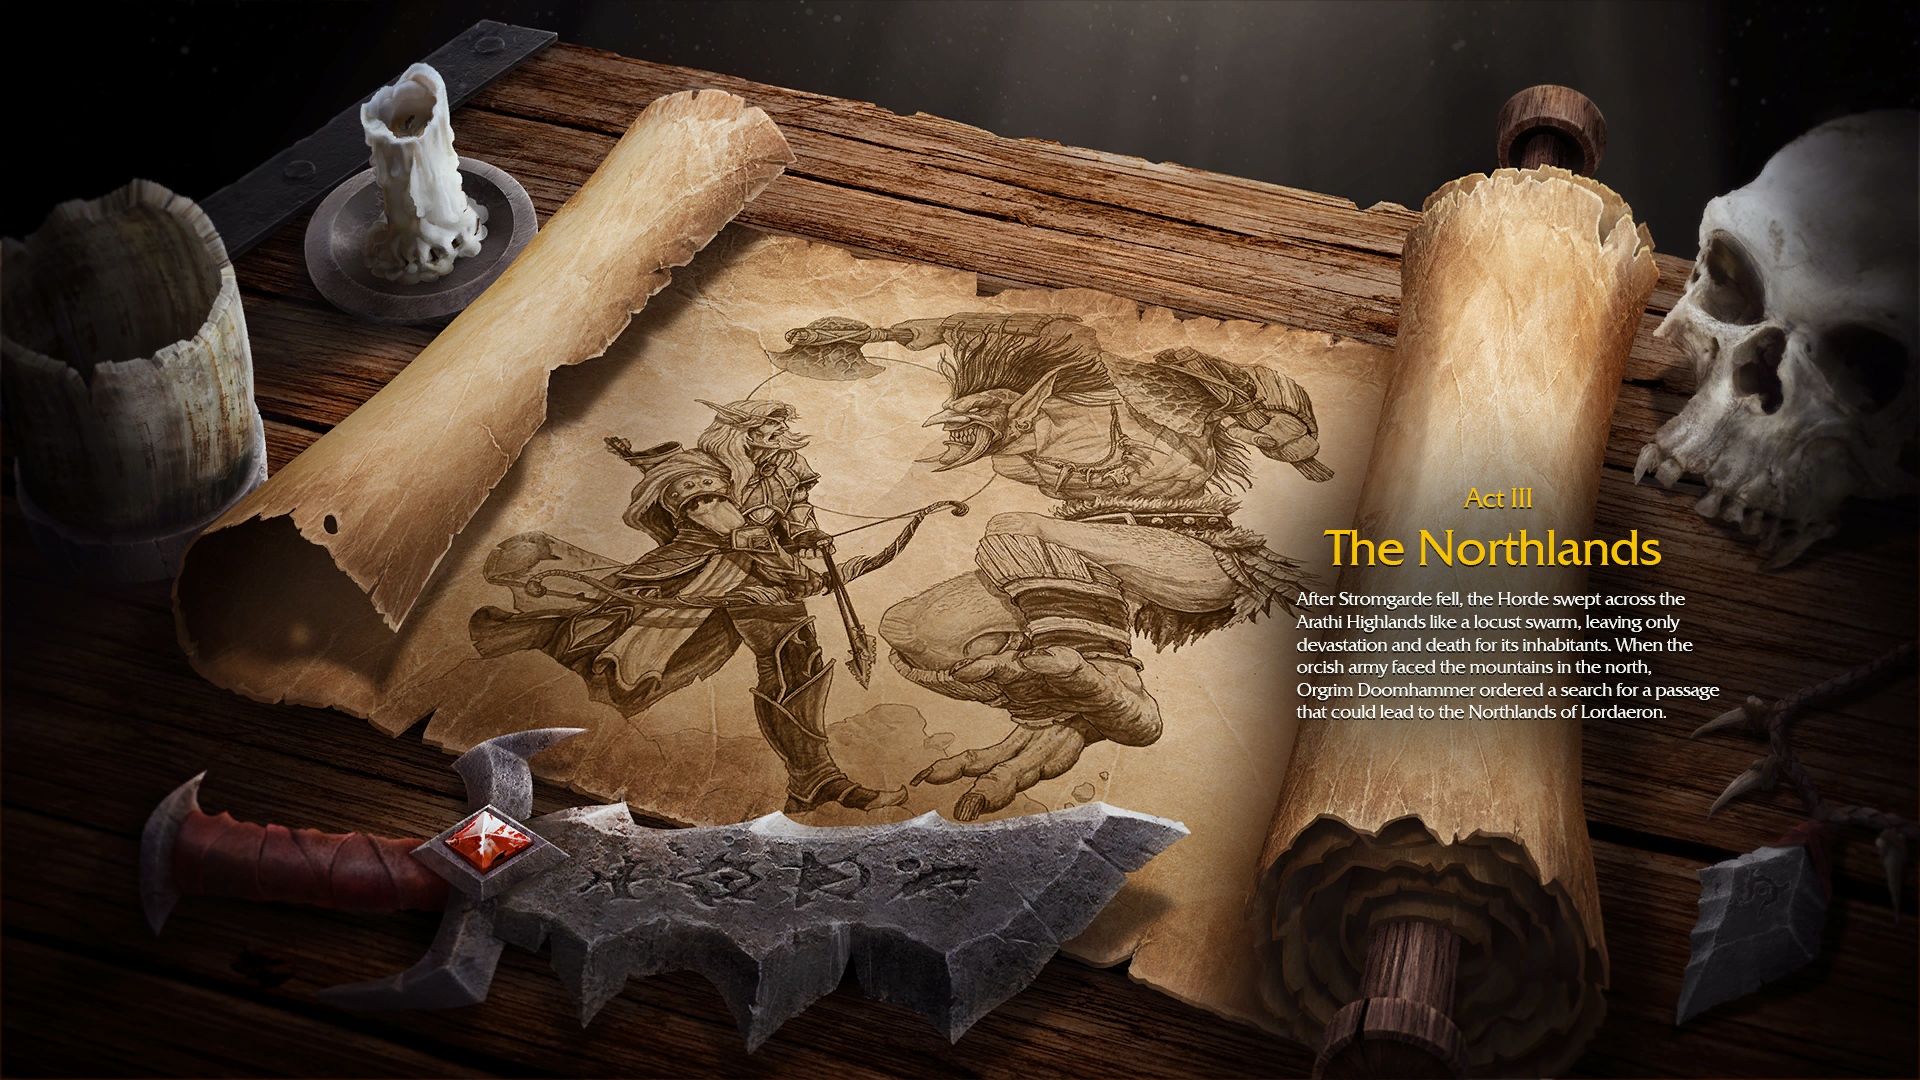 Act III
The Northlands
After Stromgarde fell, the Horde swept across the
Arathi Highlands like a locust swarm, leaving only
devastation and death for its inhabitants. When the
orcish army faced the mountains in the north,
Orgrim Doomhammer ordered a search for a passage
that could lead to the Northlands of Lordaeron.